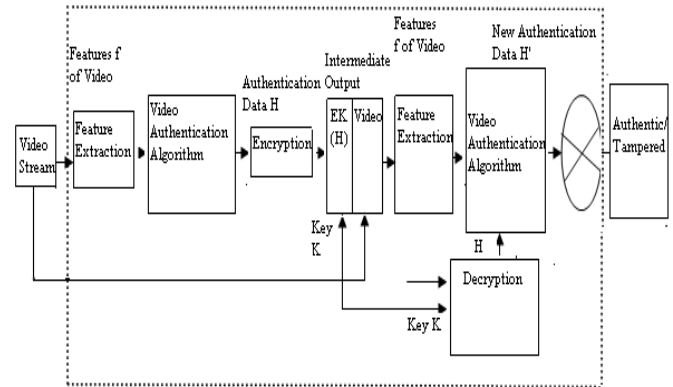 Features f
of Video
Video
Stream
Feature
Extraction
Video
Authentication
Algorithm
Authentication
Data H
Encryption
Intermediate
Output
EK
(H)
Video
Key
K
Features
f of Video
Feature
Extraction
New Authentication
Data H'
Video
Authentication
Algorithm
H
Decryption
Key K
Authentic/
Tampered